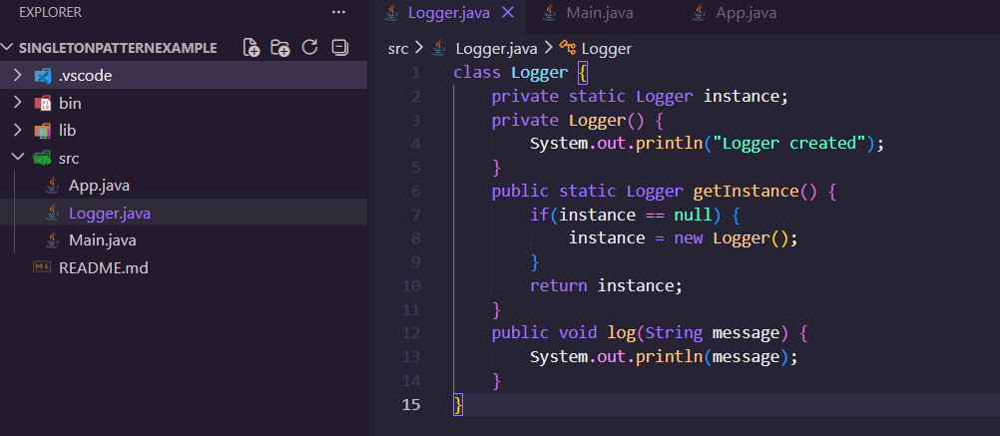 EXPLORER
SINGLETONPATTERNEXAMPLE
.vscode
bin
lib
src
App.java
Logger.java
Main.java
README.md
Logger.java Main.java App.java
src > Logger.java > Logger
1 class Logger {
2     private static Logger instance;
3     private Logger() {
4         System.out.println("Logger created");
5     }
6     public static Logger getInstance() {
7         if(instance == null) {
8             instance = new Logger();
9         }
10         return instance;
11     }
12     public void log(String message) {
13         System.out.println(message);
14     }
15 }